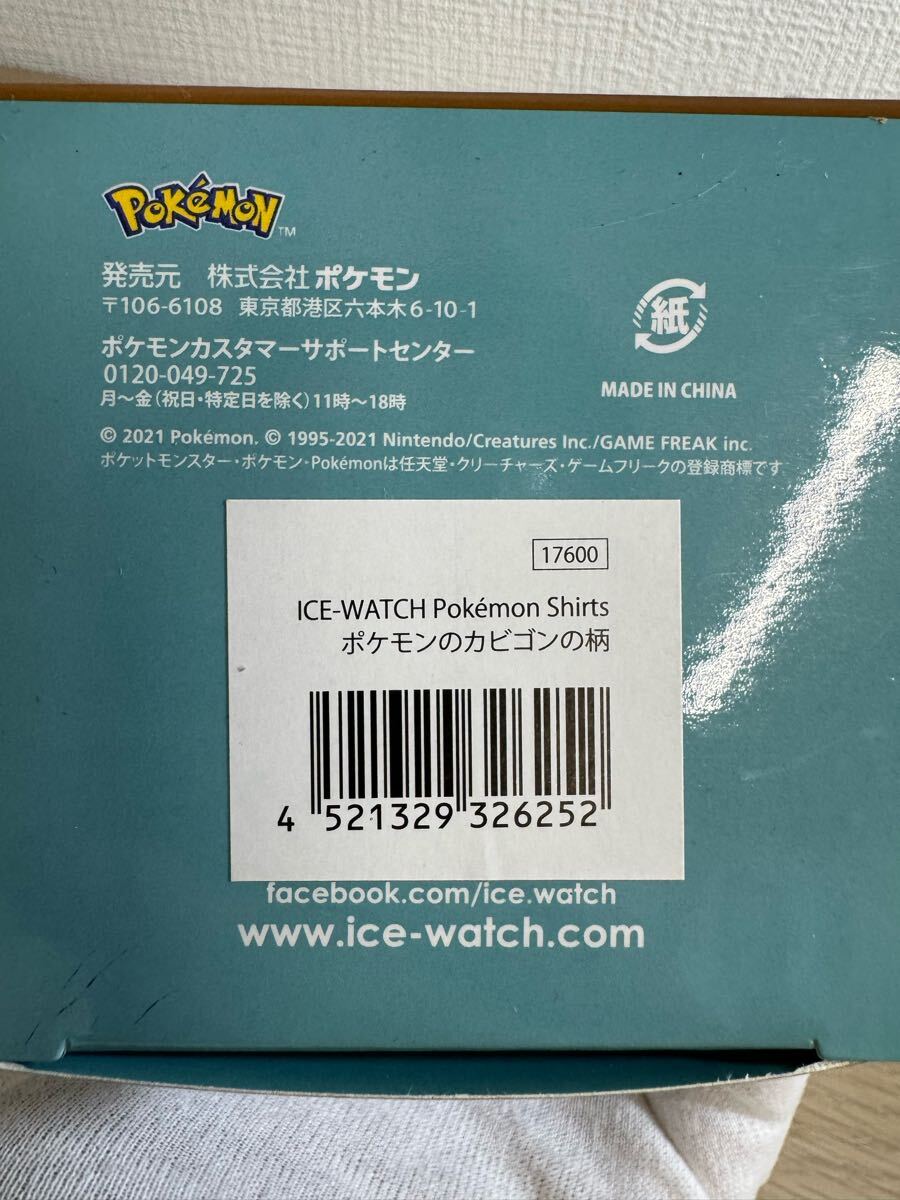 POKéMON™
発売元 株式会社 ポケモン
〒106-6108 東京都港区六本木6-10-1
ポケモンカスタマーサポートセンター
0120-049-725
月～金(祝日・特定日を除く)11時～18時
紙
MADE IN CHINA
© 2021 Pokémon. © 1995-2021 Nintendo/Creatures Inc./GAME FREAK inc.
ポケットモンスター・ポケモン・Pokémonは任天堂・クリーチャーズ・ゲームフリークの登録商標です
17600
ICE-WATCH Pokémon Shirts
ポケモンのカビゴンの柄
4 521329 326252
facebook.com/ice.watch
www.ice-watch.com